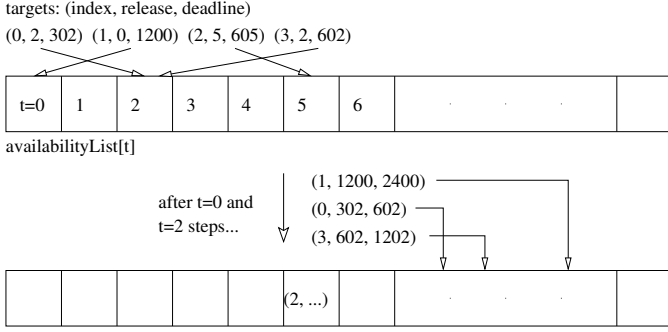 targets: (index, release, deadline)
(0, 2, 302) (1, 0, 1200) (2, 5, 605) (3, 2, 602)
t=0 1 2 3 4 5 6
availabilityList[t]
(1, 1200, 2400)
after t=0 and
(0, 302, 602)
t=2 steps...
(3, 602, 1202)
(2, ...)